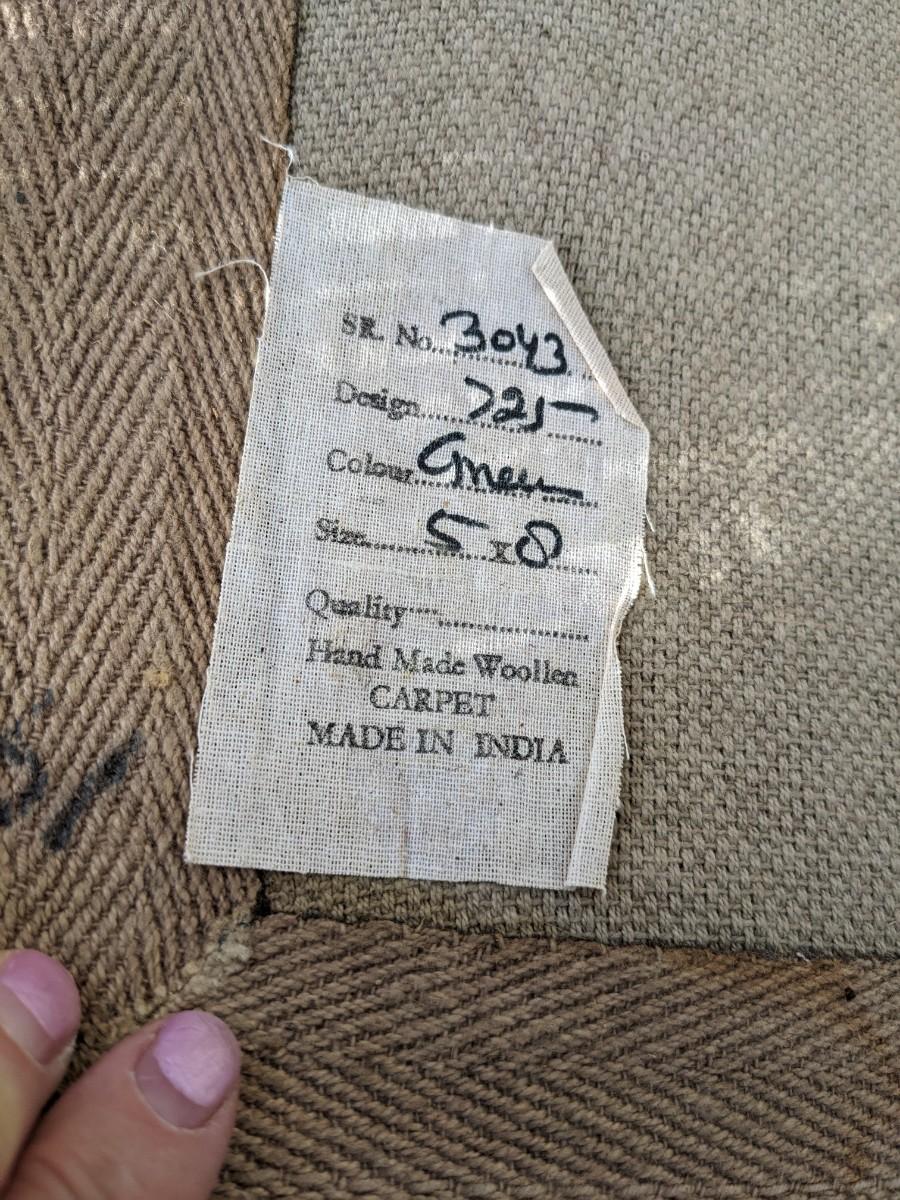 SR. No. 3043
Design 725
Colour Green
Size 5 x 8
Quality
Hand Made Woollen
CARPET
MADE IN INDIA